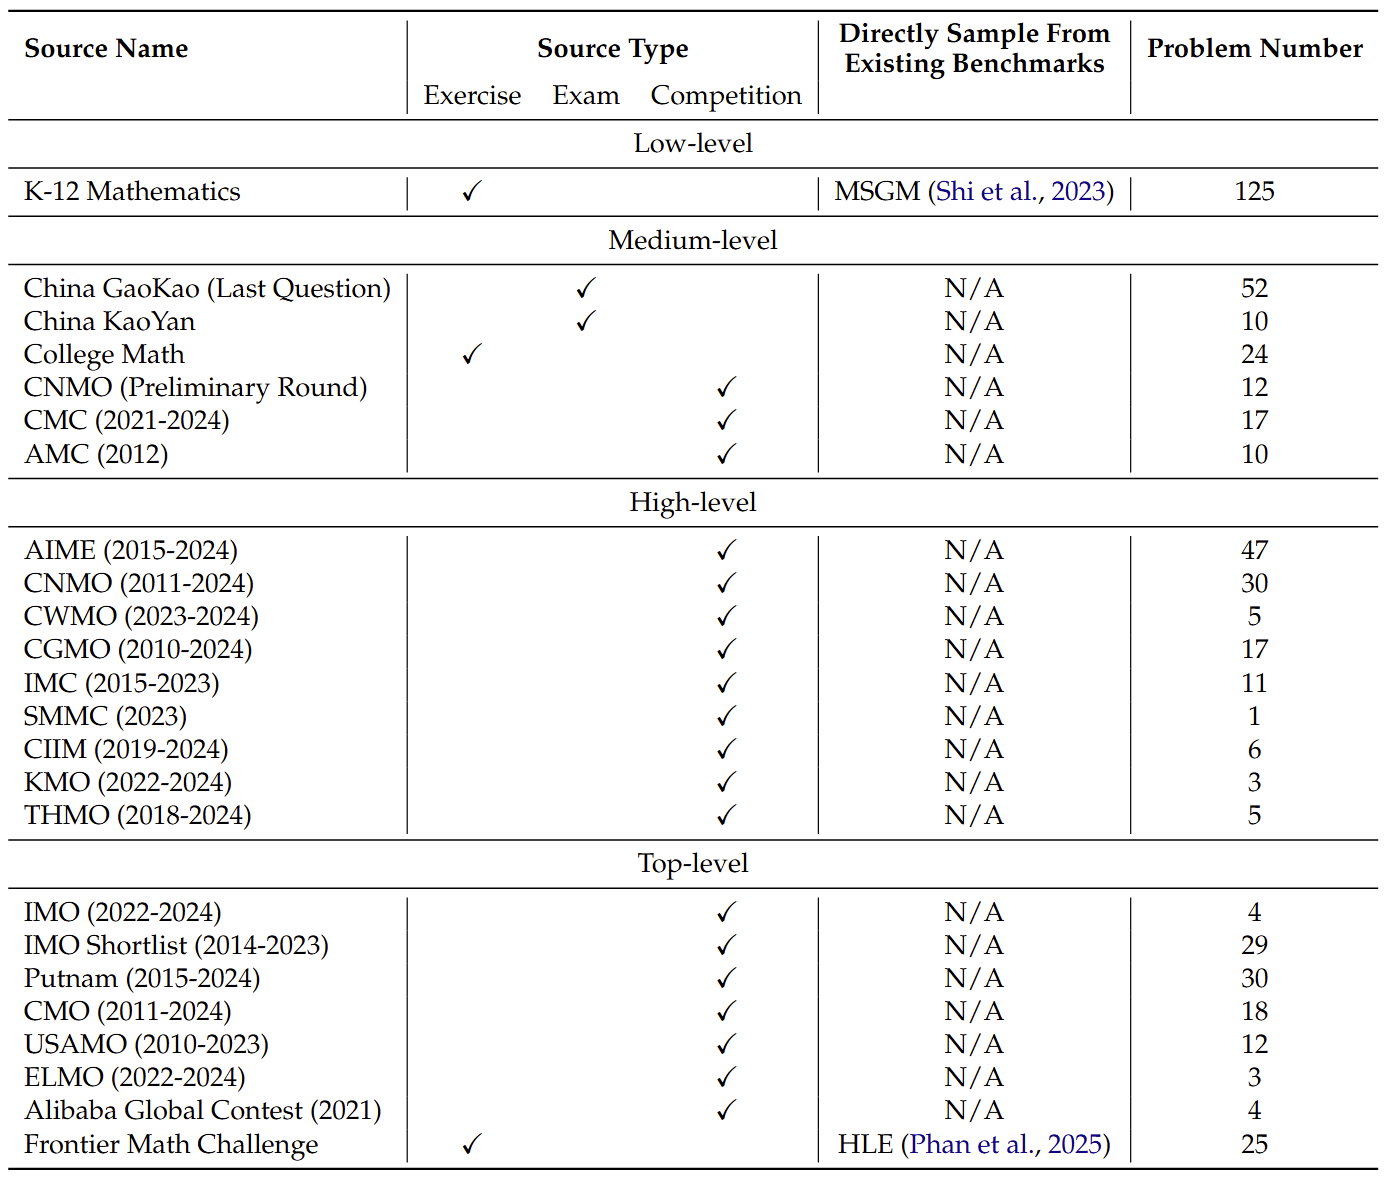 Source Name Source Type Directly Sample From Existing Benchmarks Problem Number
Exercise Exam Competition
Low-level
K-12 Mathematics ✓ MSGM (Shi et al., 2023) 125
Medium-level
China GaoKao (Last Question) ✓ N/A 52
China KaoYan ✓ N/A 10
College Math ✓ N/A 24
CNMO (Preliminary Round) ✓ N/A 12
CMC (2021-2024) ✓ N/A 17
AMC (2012) ✓ N/A 10
High-level
AIME (2015-2024) ✓ N/A 47
CNMO (2011-2024) ✓ N/A 30
CWMO (2023-2024) ✓ N/A 5
CGMO (2010-2024) ✓ N/A 17
IMC (2015-2023) ✓ N/A 11
SMMC (2023) ✓ N/A 1
CIIM (2019-2024) ✓ N/A 6
KMO (2022-2024) ✓ N/A 3
THMO (2018-2024) ✓ N/A 5
Top-level
IMO (2022-2024) ✓ N/A 4
IMO Shortlist (2014-2023) ✓ N/A 29
Putnam (2015-2024) ✓ N/A 30
CMO (2011-2024) ✓ N/A 18
USAMO (2010-2023) ✓ N/A 12
ELMO (2022-2024) ✓ N/A 3
Alibaba Global Contest (2021) ✓ N/A 4
Frontier Math Challenge ✓ HLE (Phan et al., 2025) 25